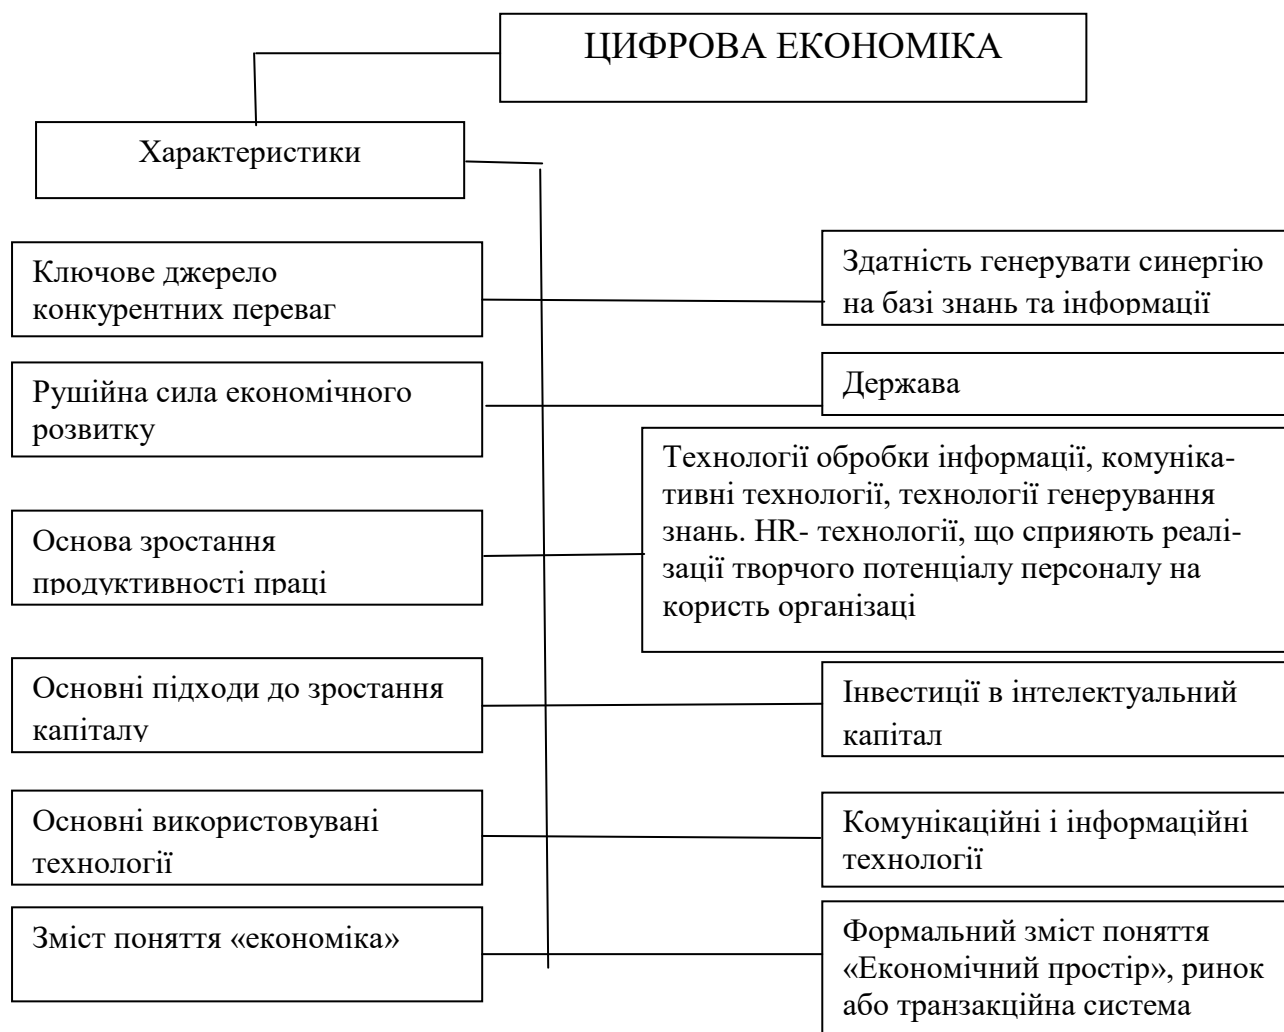 ЦИФРОВА ЕКОНОМІКА
Характеристики
Ключове джерело
конкурентних переваг
Здатність генерувати синергію
на базі знань та інформації
Рушійна сила економічного
розвитку
Держава
Основа зростання
продуктивності праці
Технології обробки інформації, комуніка-
тивні технології, технології генерування
знань. HR- технології, що сприяють реалі-
зації творчого потенціалу персоналу на
користь організаці
Основні підходи до зростання
капіталу
Інвестиції в інтелектуальний
капітал
Основні використовувані
технології
Комунікаційні і інформаційні
технології
Зміст поняття «економіка»
Формальний зміст поняття
«Економічний простір», ринок
або транзакційна система